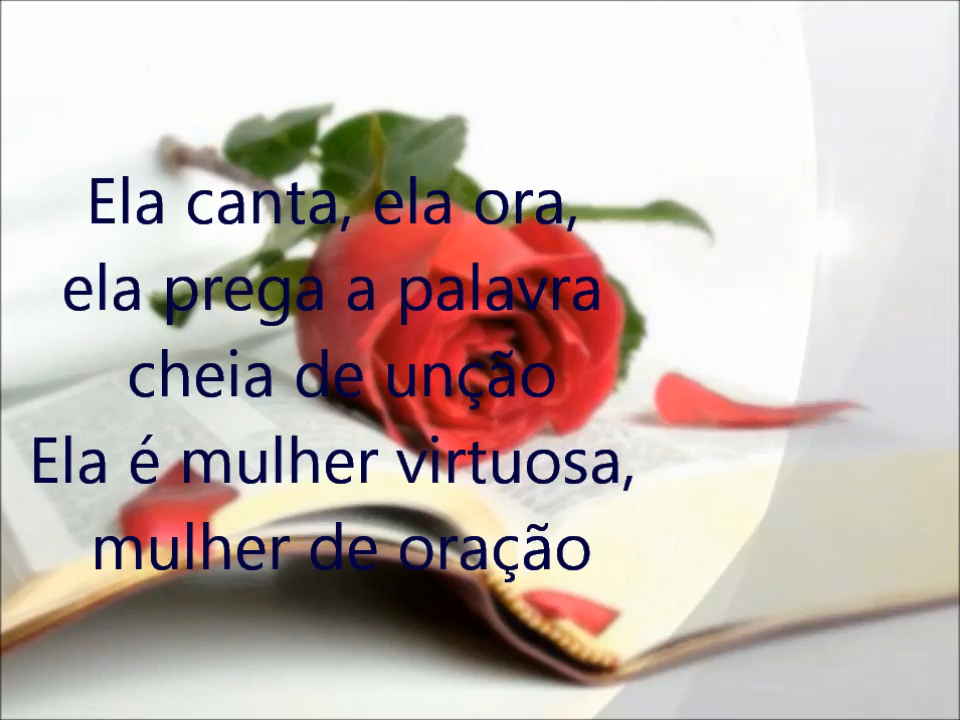 Ela canta, ela ora,
ela prega a palavra
cheia de unção
Ela é mulher virtuosa,
mulher de oração